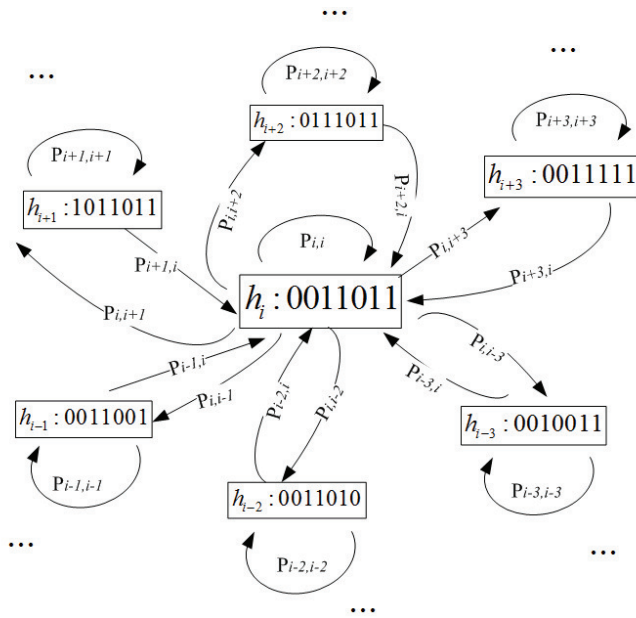 ...
...
...
P_{i+2,i+2}
P_{i+3,i+3}
h_{i+2}:0111011
P_{i+1,i+1}
h_{i+3}:0011111
h_{i+1}:1011011
P_{i,i+2}
P_{i+2,i}
P_{i,i}
P_{i,i+3}
P_{i+1,i}
P_{i+3,i}
h_i:0011011
P_{i,i+1}
P_{i-1,i}
P_{i,i-3}
P_{i,i-1}
P_{i-2,i}
P_{i,i-2}
P_{i-3,i}
h_{i-1}:0011001
h_{i-3}:0010011
P_{i-1,i-1}
h_{i-2}:0011010
P_{i-3,i-3}
...
...
P_{i-2,i-2}
...